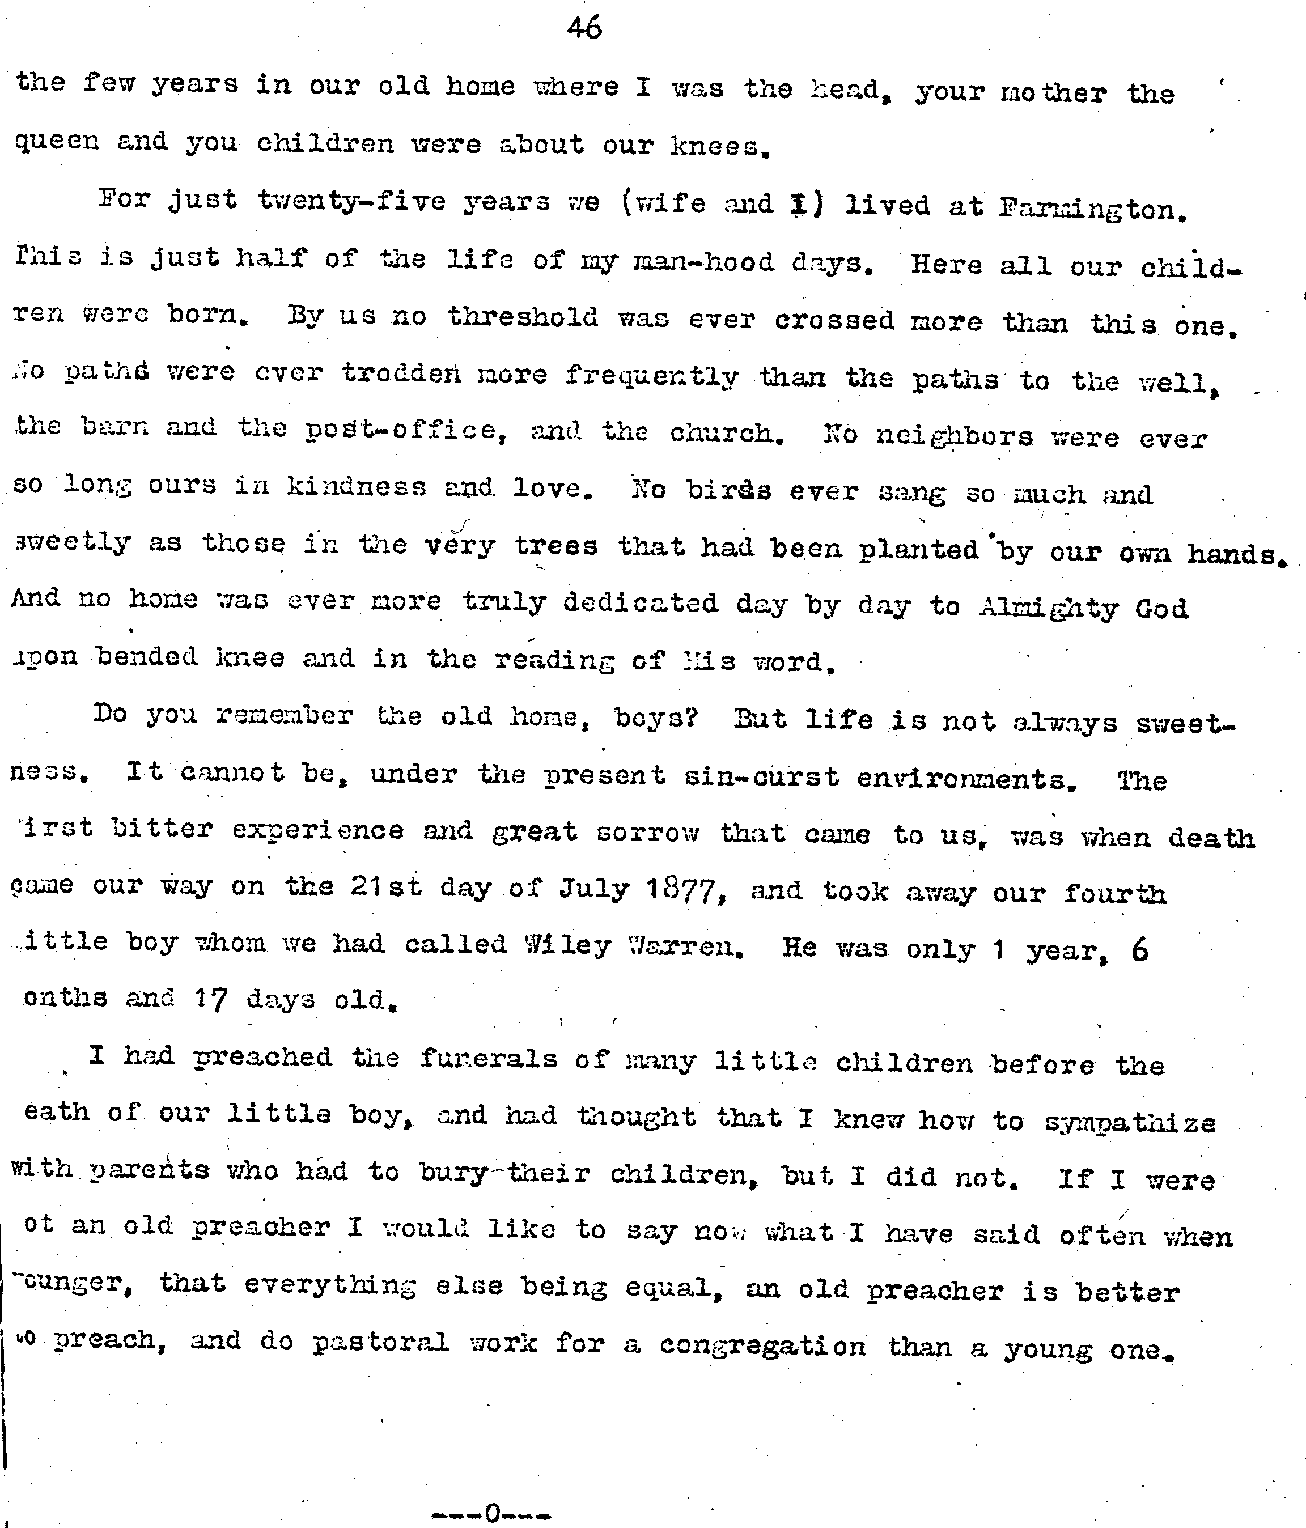 46
the few years in our old home where I was the head, your mother the
queen and you children were about our knees.
For just twenty-five years we (wife and I) lived at Farmington.
This is just half of the life of my man-hood days. Here all our child-
ren were born. By us no threshold was ever crossed more than this one.
No paths were ever trodden more frequently than the paths to the well,
the barn and the post-office, and the church. No neighbors were ever
so long ours in kindness and love. No birds ever sang so much and
sweetly as those in the very trees that had been planted by our own hands.
And no home was ever more truly dedicated day by day to Almighty God
upon bended knee and in the reading of His word.
Do you remember the old home, boys? But life is not always sweet-
ness. It cannot be, under the present sin-curst environments. The
irst bitter experience and great sorrow that came to us, was when death
came our way on the 21st day of July 1877, and took away our fourth
ittle boy whom we had called Wiley Warren. He was only 1 year, 6
onths and 17 days old.
I had preached the funerals of many little children before the
eath of our little boy, and had thought that I knew how to sympathize
with parents who had to bury their children, but I did not. If I were
ot an old preacher I would like to say now what I have said often when
ounger, that everything else being equal, an old preacher is better
to preach, and do pastoral work for a congregation than a young one.
---0---